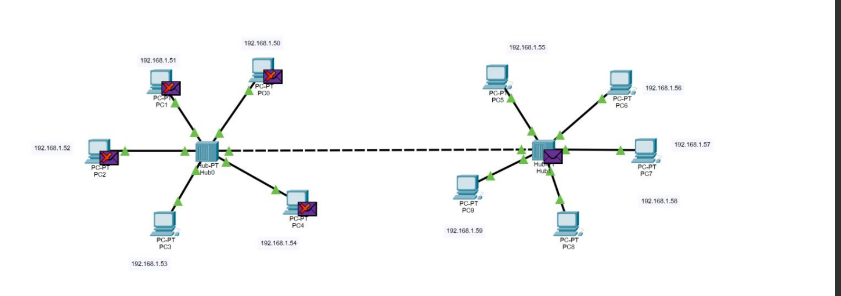 192.168.1.50
192.168.1.55
192.168.1.51
192.168.1.56
PC-PT
PC0
PC-PT
PC1
PC-PT
PC5
PC-PT
PC6
192.168.1.52
192.168.1.57
PC-PT
PC2
Hub-PT
Hub0
Hub
PC-PT
PC7
192.168.1.58
PC-PT
PC4
PC-PT
PC9
192.168.1.59
PC-PT
PC3
192.168.1.54
PC-PT
PC8
192.168.1.53